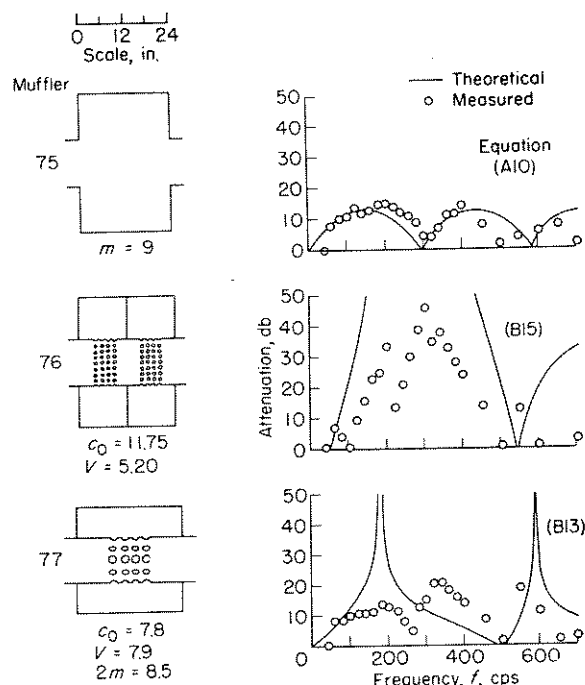 0 12 24
Scale, in.
Muffler
75
m = 9
76
c₀ = 11.75
V = 5.20
77
c₀ = 7.8
V = 7.9
2m = 8.5
Theoretical
Measured
Equation
(A10)
50
40
30
20
10
0
(B15)
50
40
30
20
10
0
Attenuation, db
(B13)
50
40
30
20
10
0
200 400 600
Frequency, f, cps